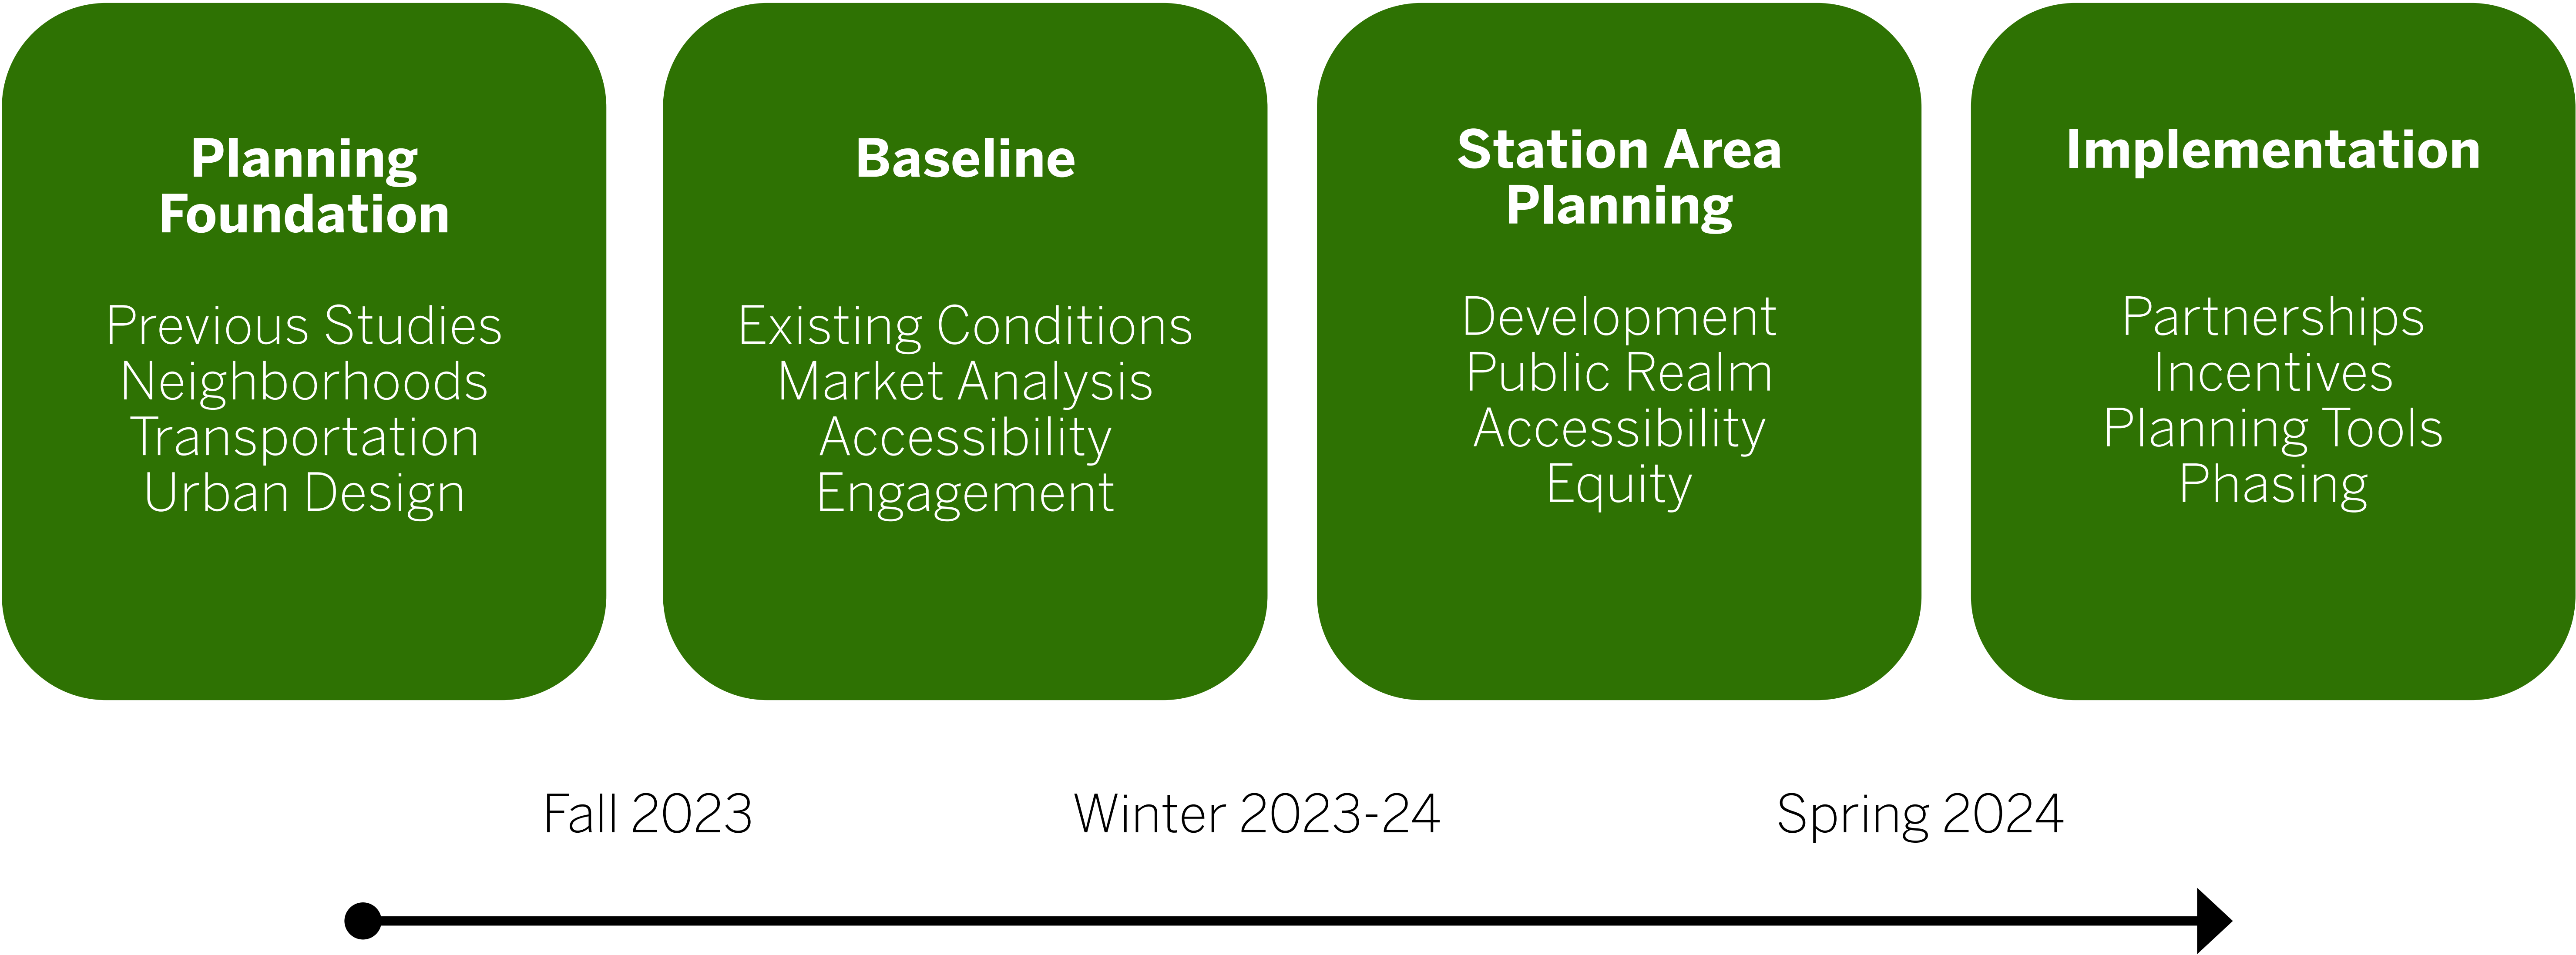 Planning
Foundation
Previous Studies
Neighborhoods
Transportation
Urban Design
Baseline
Existing Conditions
Market Analysis
Accessibility
Engagement
Station Area
Planning
Development
Public Realm
Accessibility
Equity
Implementation
Partnerships
Incentives
Planning Tools
Phasing
Fall 2023
Winter 2023-24
Spring 2024